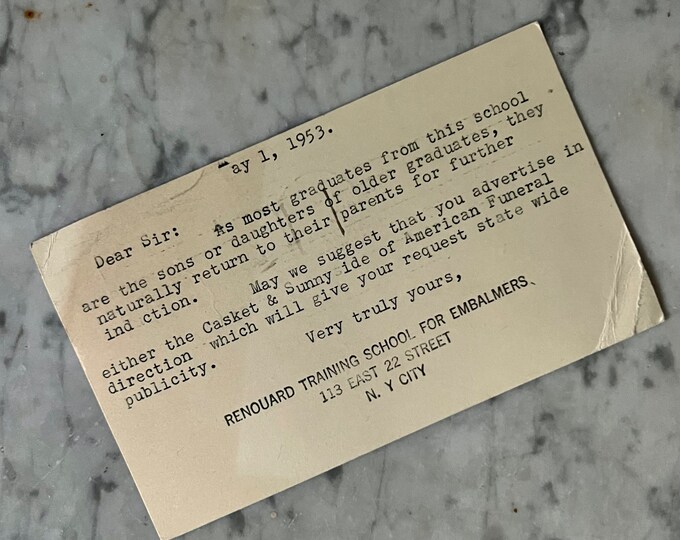 May 1, 1953.
Dear Sir: As most graduates from this school
are the sons or daughters of older graduates, they
naturally return to their parents for further
ind ction. May we suggest that you advertise in
either the Casket & Sunny ide of American Funeral
direction which will give your request state wide
publicity. Very truly yours,
RENOUARD TRAINING SCHOOL FOR EMBALMERS
113 EAST 22 STREET
N. Y CITY